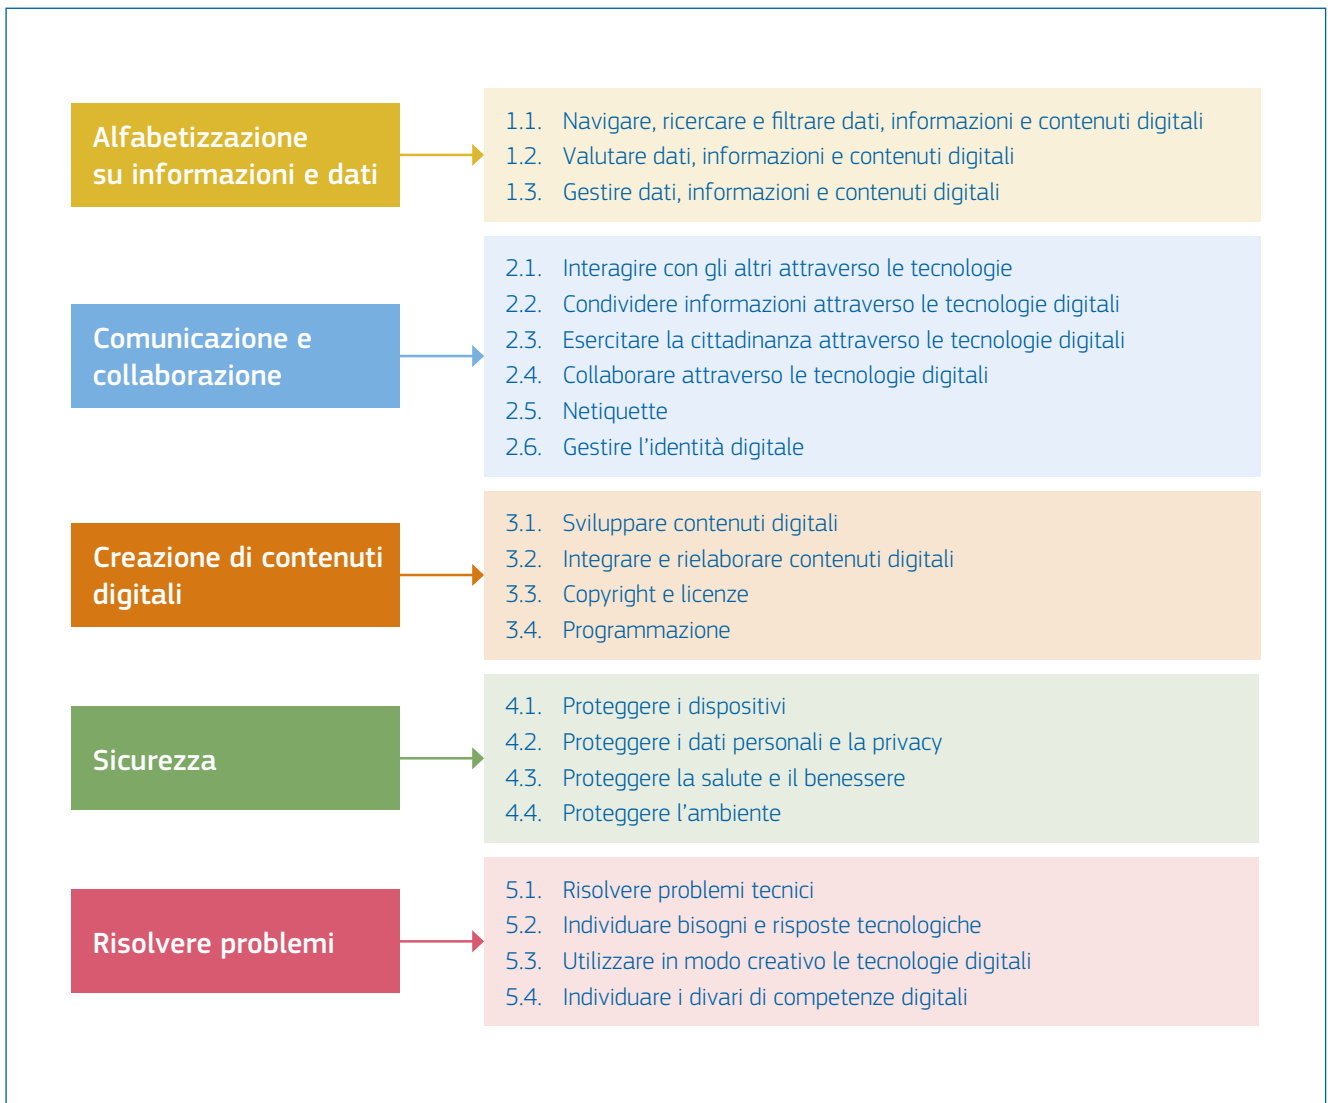 Alfabetizzazione
su informazioni e dati
1.1. Navigare, ricercare e filtrare dati, informazioni e contenuti digitali
1.2. Valutare dati, informazioni e contenuti digitali
1.3. Gestire dati, informazioni e contenuti digitali
Comunicazione e
collaborazione
2.1. Interagire con gli altri attraverso le tecnologie
2.2. Condividere informazioni attraverso le tecnologie digitali
2.3. Esercitare la cittadinanza attraverso le tecnologie digitali
2.4. Collaborare attraverso le tecnologie digitali
2.5. Netiquette
2.6. Gestire l’identità digitale
Creazione di contenuti
digitali
3.1. Sviluppare contenuti digitali
3.2. Integrare e rielaborare contenuti digitali
3.3. Copyright e licenze
3.4. Programmazione
Sicurezza
4.1. Proteggere i dispositivi
4.2. Proteggere i dati personali e la privacy
4.3. Proteggere la salute e il benessere
4.4. Proteggere l’ambiente
Risolvere problemi
5.1. Risolvere problemi tecnici
5.2. Individuare bisogni e risposte tecnologiche
5.3. Utilizzare in modo creativo le tecnologie digitali
5.4. Individuare i divari di competenze digitali